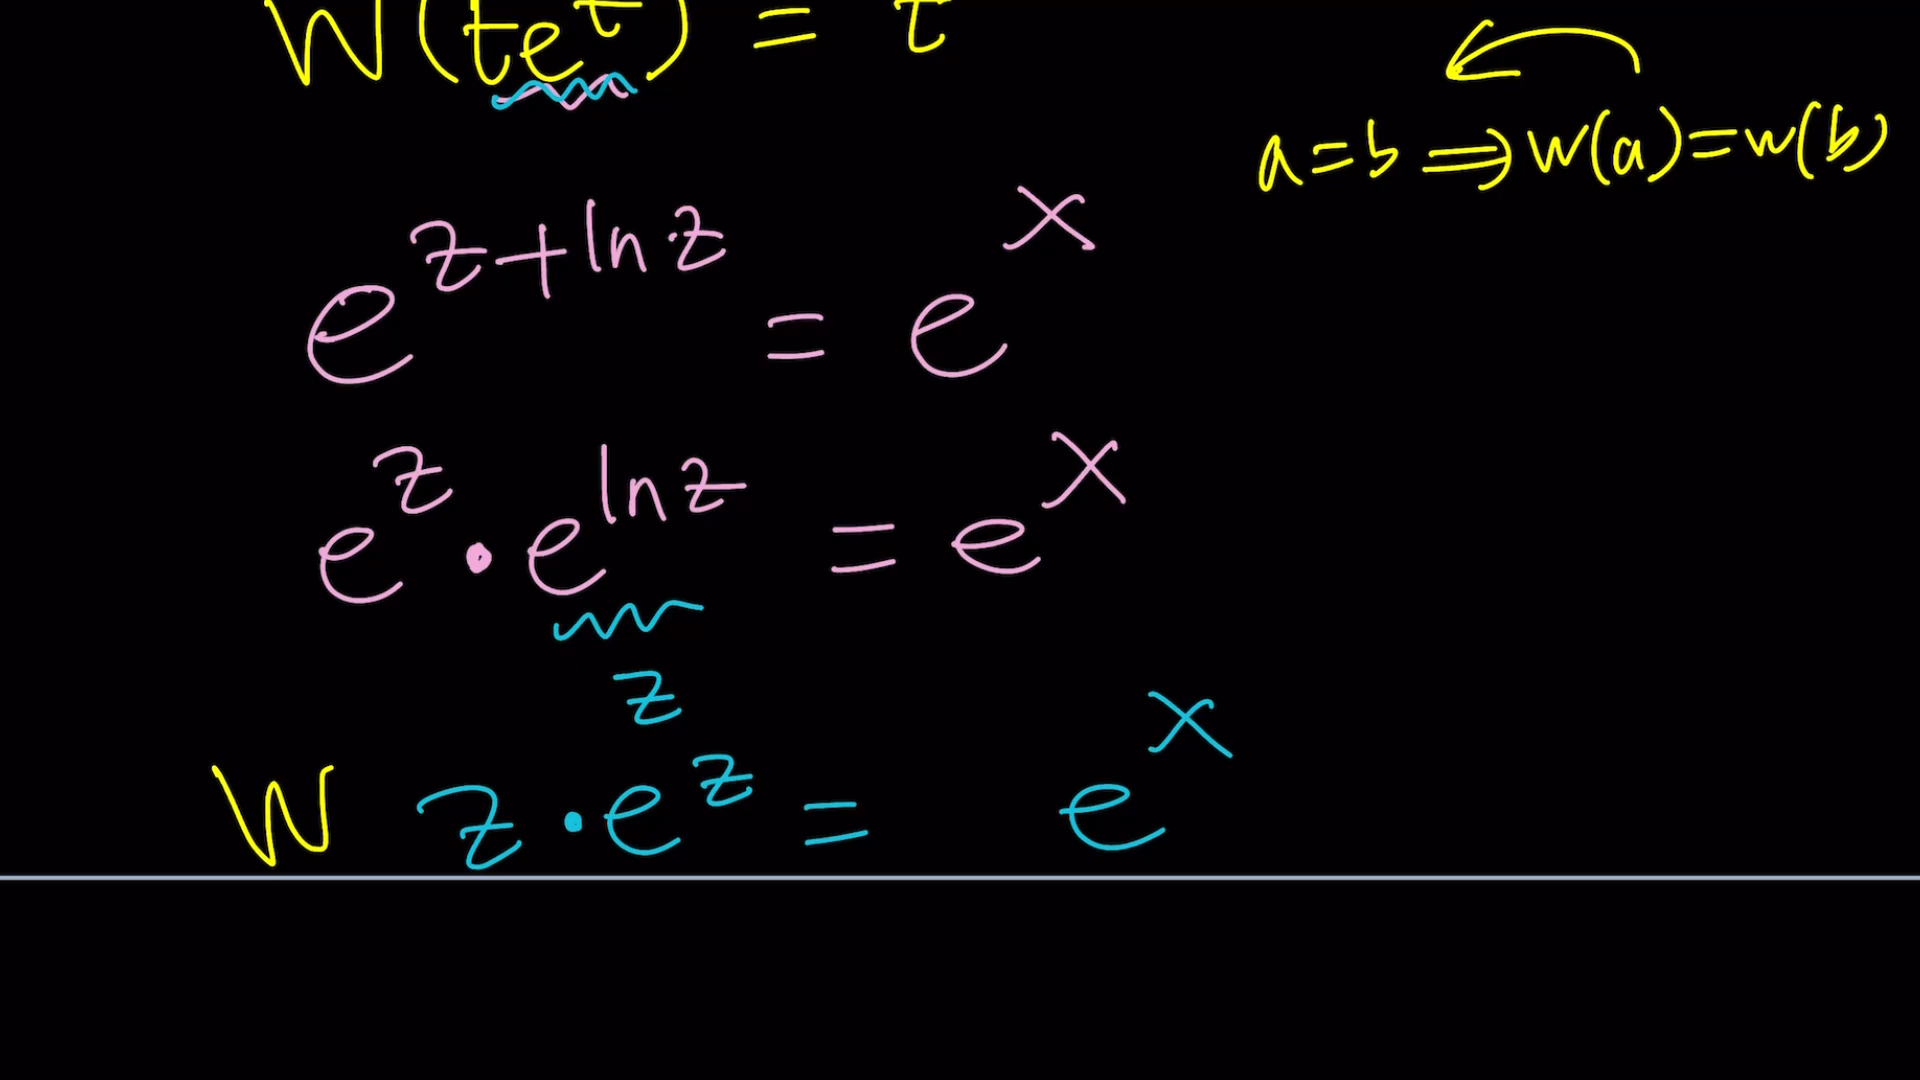 W(te^t) = t
a=b ⟹ W(a)=W(b)
e^{z+ln z} = e^x
e^z · e^{ln z} = e^x
z
W z · e^z = e^x